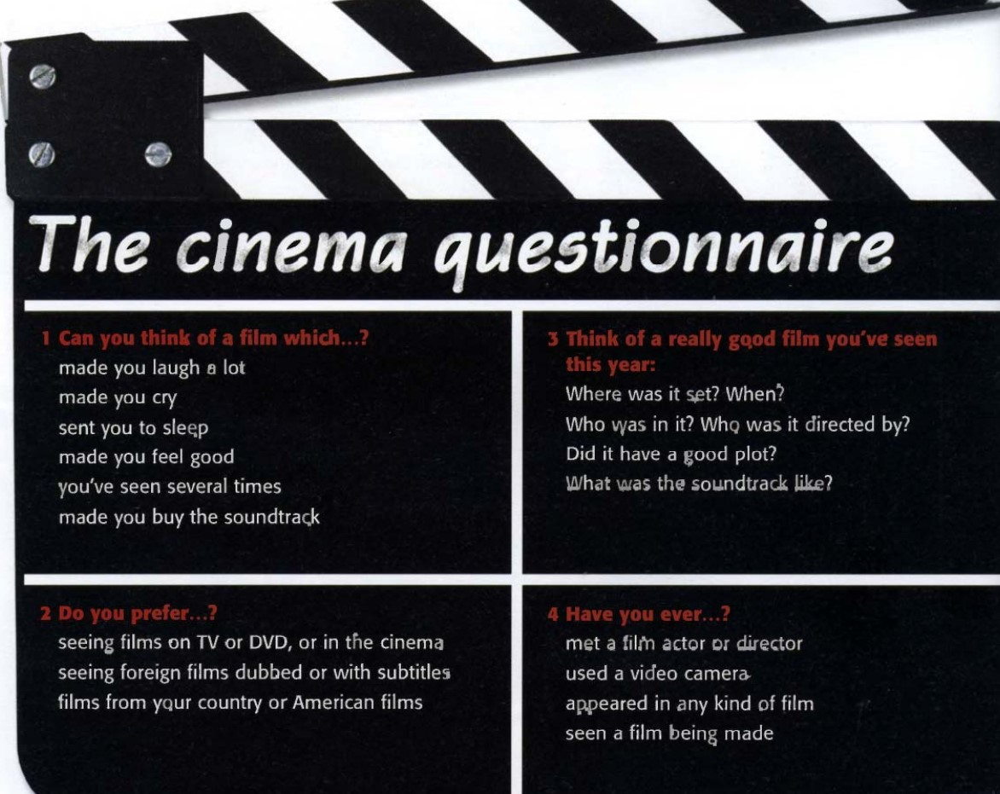 The cinema questionnaire
1 Can you think of a film which...?
made you laugh a lot
made you cry
sent you to sleep
made you feel good
you've seen several times
made you buy the soundtrack
2 Do you prefer...?
seeing films on TV or DVD, or in the cinema
seeing foreign films dubbed or with subtitles
films from your country or American films
3 Think of a really good film you've seen
this year:
Where was it set? When?
Who was in it? Who was it directed by?
Did it have a good plot?
What was the soundtrack like?
4 Have you ever...?
met a film actor or director
used a video camera
appeared in any kind of film
seen a film being made